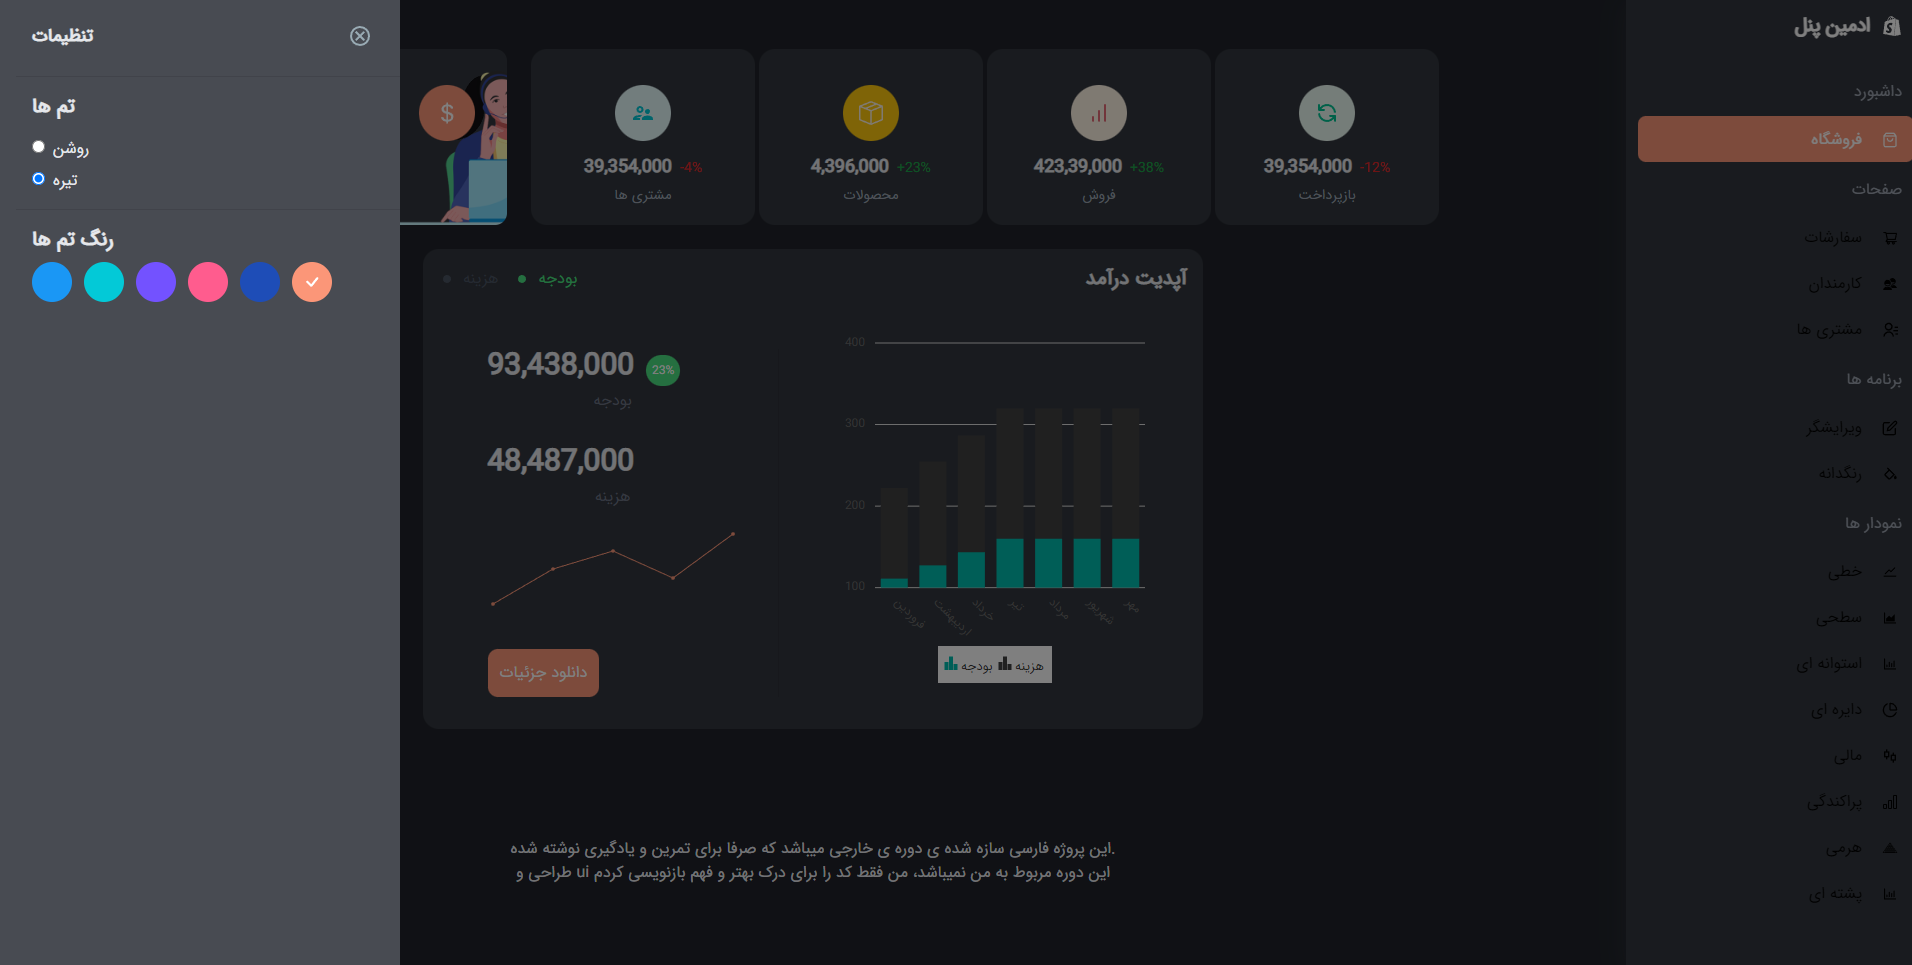 ادمین پنل
داشبورد
فروشگاه
صفحات
سفارشات
کارمندان
مشتری ها
برنامه ها
ویرایشگر
رنگدانه
نمودار ها
خطی
سطحی
استوانه ای
دایره ای
مالی
پراکندگی
هرمی
پشته ای
39,354,000 -12%
بازپرداخت
423,39,000 +38%
فروش
4,396,000 +23%
محصولات
39,354,000 -4%
مشتری ها
$
آپدیت درآمد
بودجه
هزینه
400
300
200
100
فروردین
اردیبهشت
خرداد
تیر
مرداد
شهریور
مهر
بودجه هزینه
93,438,000 23%
بودجه
48,487,000
هزینه
دانلود جزئیات
.این پروژه فارسی سازه شده ی دوره ی خارجی میباشد که صرفا برای تمرین و یادگیری نوشته شده
این دوره مربوط به من نمیباشد، من فقط کد را برای درک بهتر و فهم بازنویسی کردم ui طراحی و
تنظیمات
تم ها
روشن
تیره
رنگ تم ها